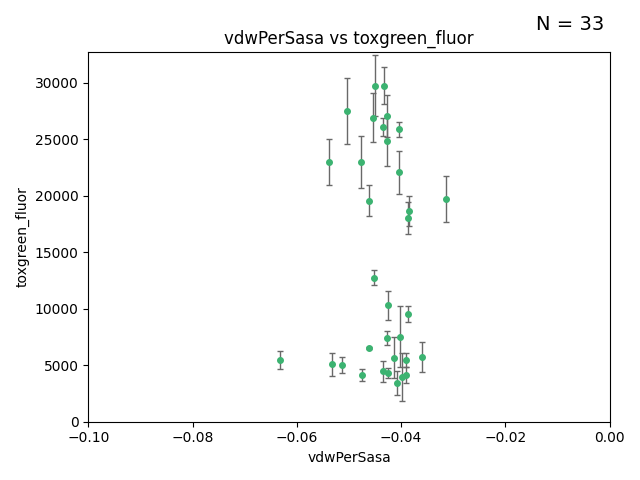 N = 33
vdwPerSasa vs toxgreen_fluor
toxgreen_fluor
30000
25000
20000
15000
10000
5000
0
−0.10 −0.08 −0.06 −0.04 −0.02 0.00
vdwPerSasa